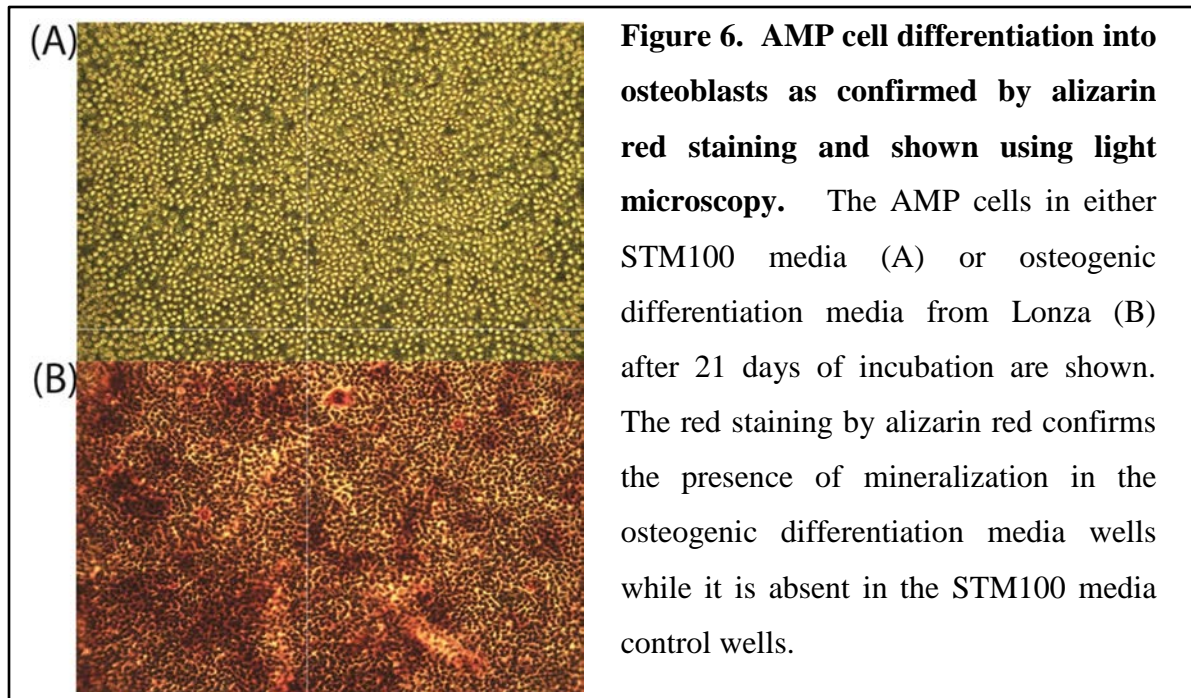 (A)
(B)
Figure 6. AMP cell differentiation into
osteoblasts as confirmed by alizarin
red staining and shown using light
microscopy. The AMP cells in either
STM100 media (A) or osteogenic
differentiation media from Lonza (B)
after 21 days of incubation are shown.
The red staining by alizarin red confirms
the presence of mineralization in the
osteogenic differentiation media wells
while it is absent in the STM100 media
control wells.